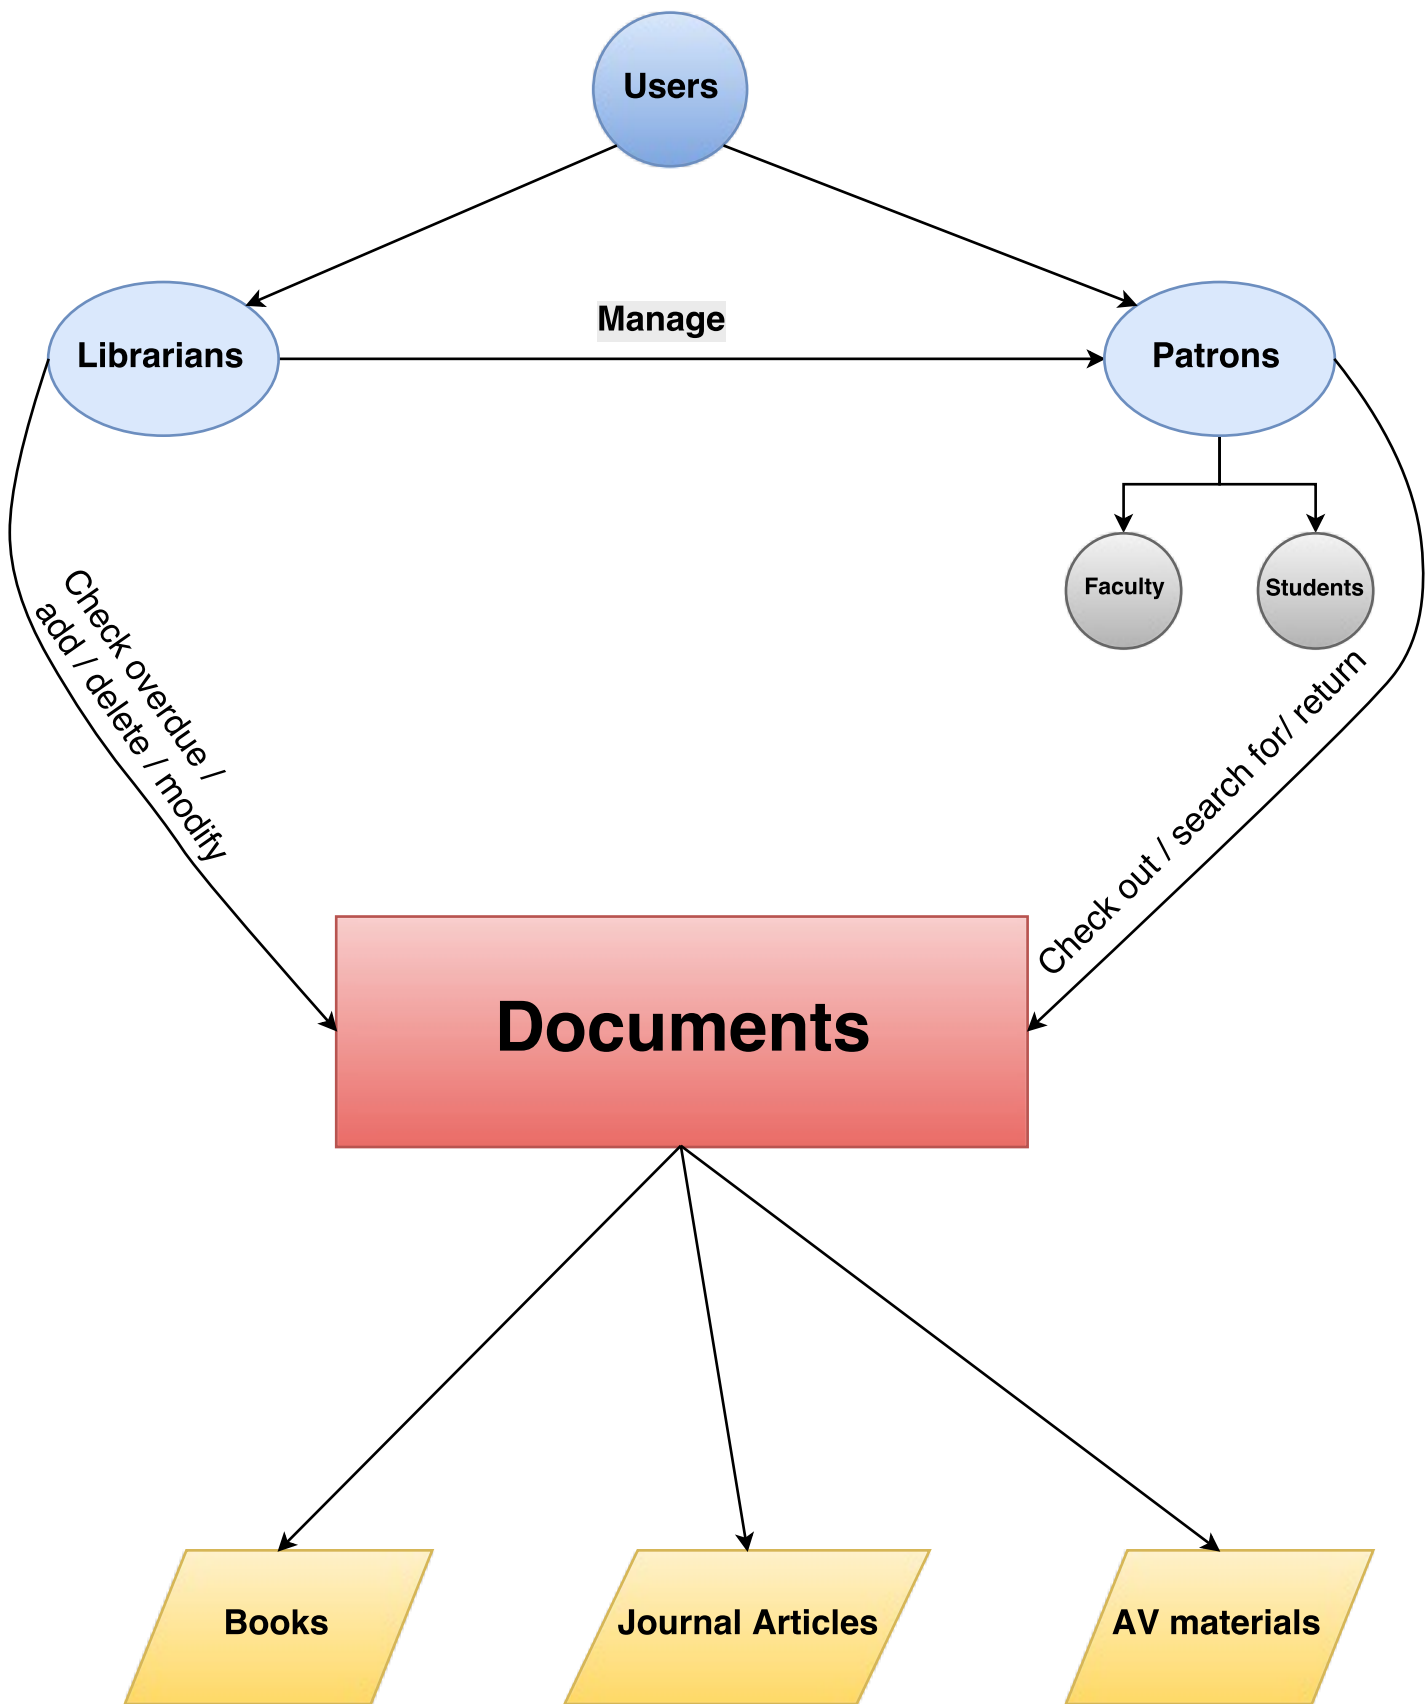 Users
Manage
Librarians
Patrons
Faculty
Students
Check overdue /
add / delete / modify
Check out / search for/ return
Documents
Books
Journal Articles
AV materials